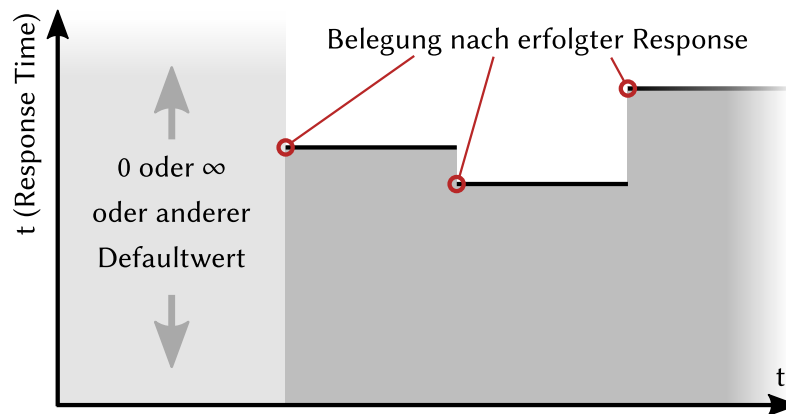 Belegung nach erfolgter Response
t (Response Time)
0 oder ∞
oder anderer
Defaultwert
t